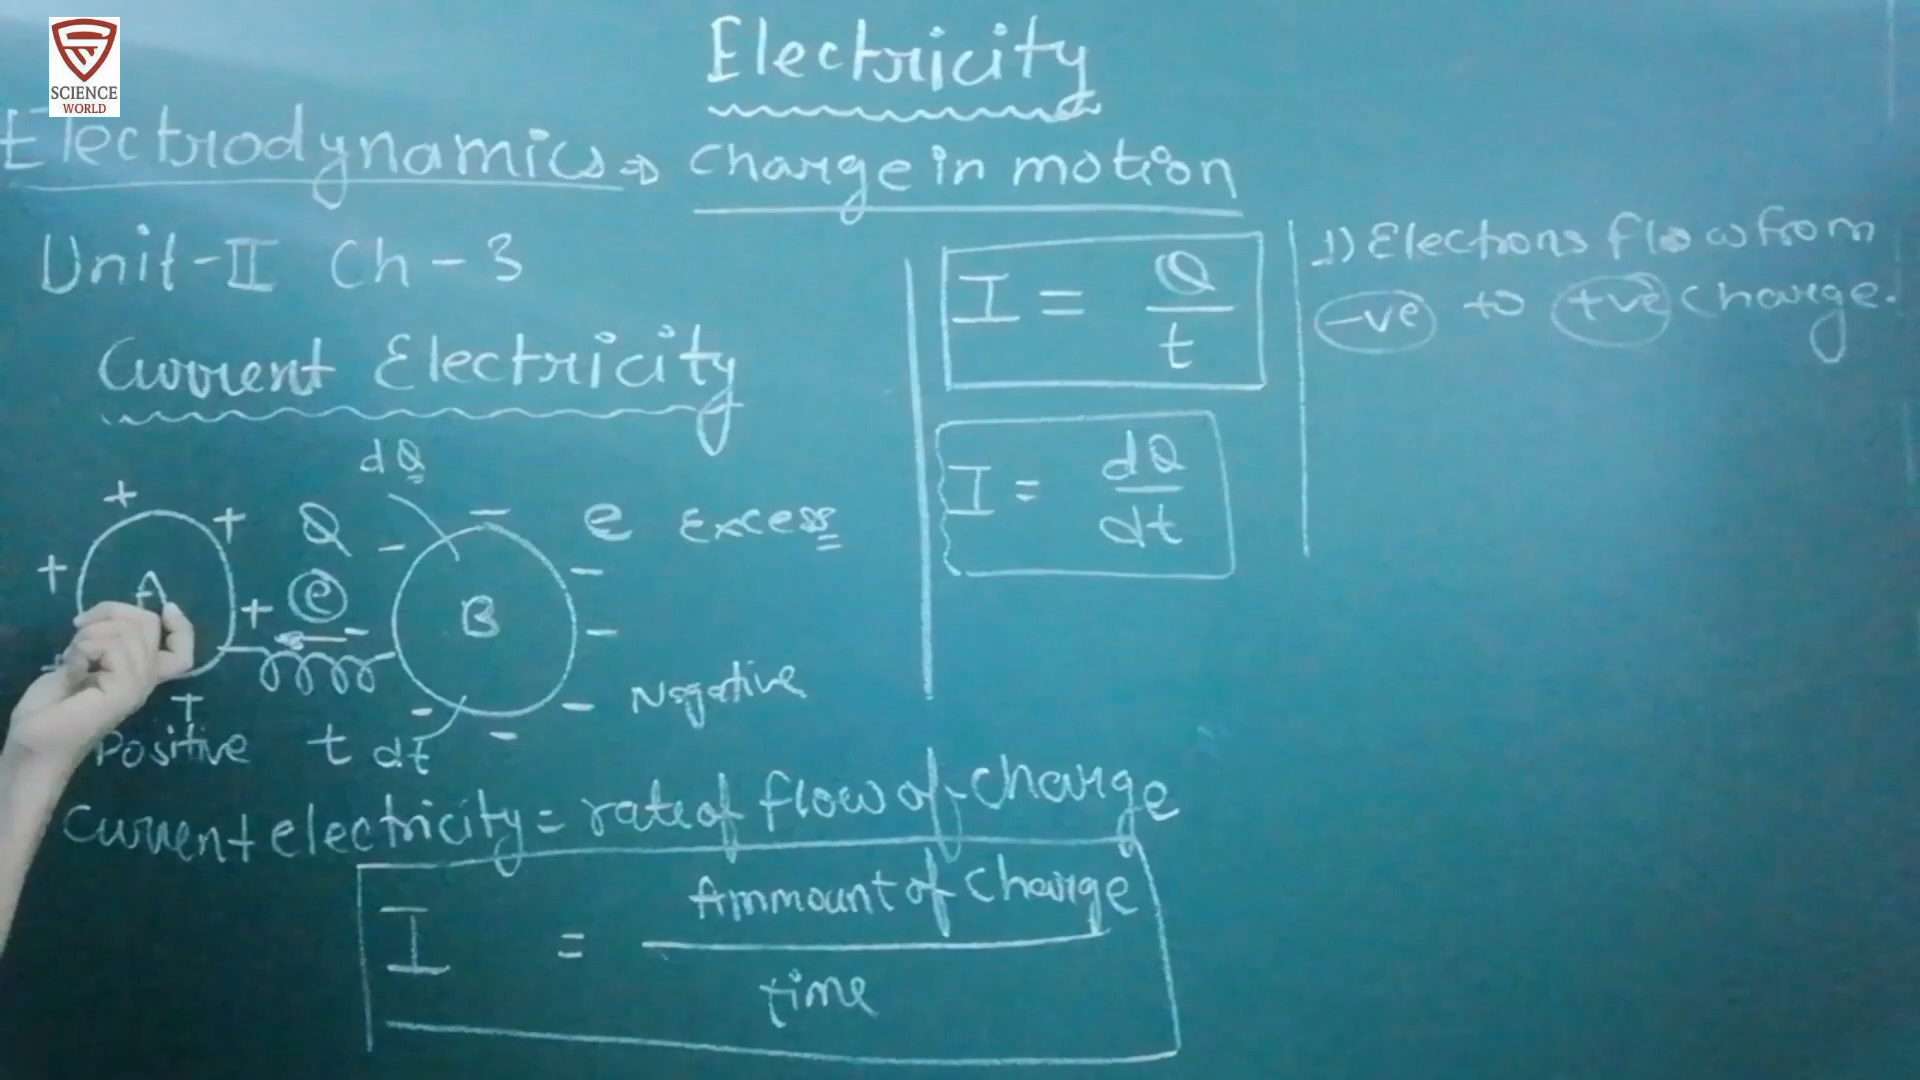 SCIENCE
WORLD
Electricity
Electrodynamics ⇒ Charge in motion
Unit-II Ch-3
Current Electricity
dQ
+ + + + + +
Q
e
A
B
- - - - - - - -
e Excess
Negative
Positive t dt
Current electricity = rate of flow of charge
I = Ammount of Charge
time
I = Q
t
I = dQ
dt
1) Electrons flow from
-ve to +ve Charge.